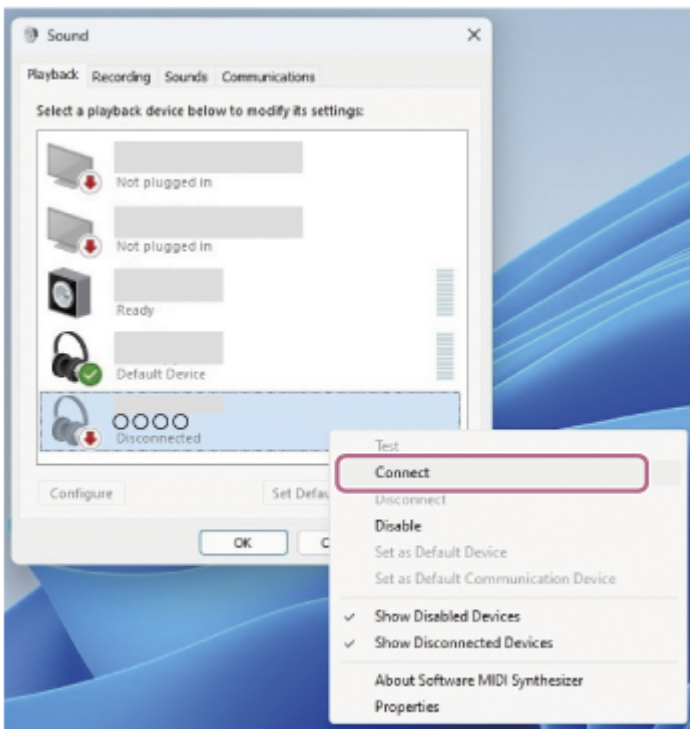 Sound
Playback Recording Sounds Communications
Select a playback device below to modify its settings:
Not plugged in
Not plugged in
Ready
Default Device
OOOO
Disconnected
Configure
Set Defau
OK
C
Test
Connect
Disconnect
Disable
Set as Default Device
Set as Default Communication Device
Show Disabled Devices
Show Disconnected Devices
About Software MIDI Synthesizer
Properties